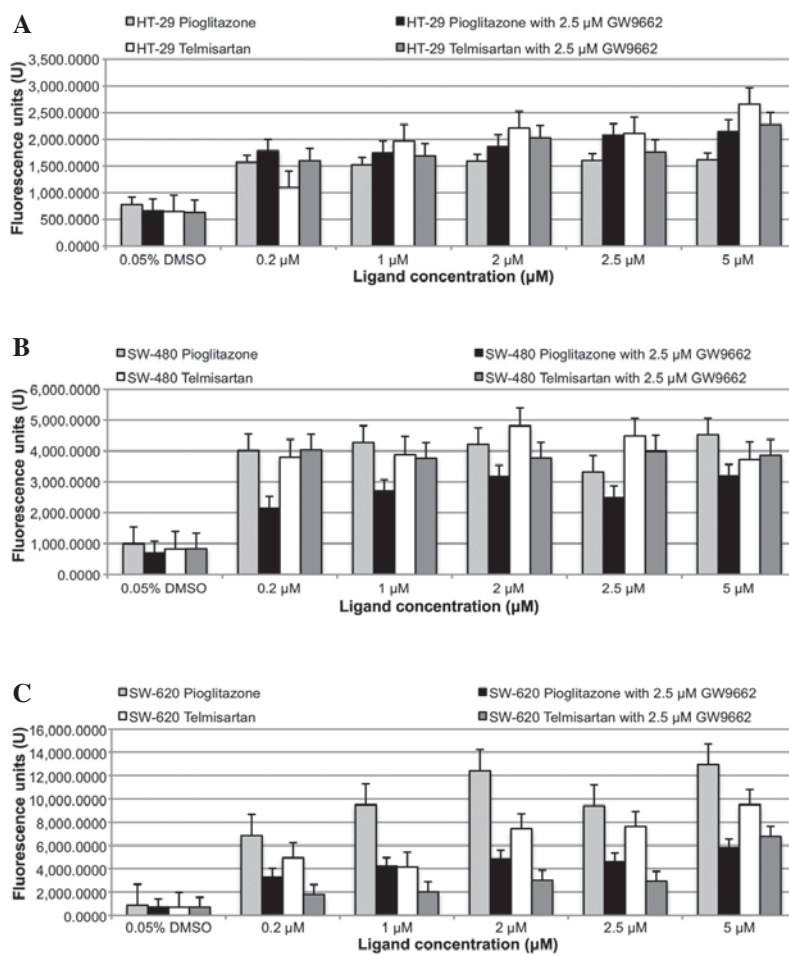 A
HT-29 Pioglitazone HT-29 Pioglitazone with 2.5 µM GW9662
HT-29 Telmisartan HT-29 Telmisartan with 2.5 µM GW9662
Fluorescence units (U)
3,500.0000
3,000.0000
2,500.0000
2,000.0000
1,500.0000
1,000.0000
500.0000
0.0000
0.05% DMSO 0.2 µM 1 µM 2 µM 2.5 µM 5 µM
Ligand concentration (µM)
B
SW-480 Pioglitazone SW-480 Pioglitazone with 2.5 µM GW9662
SW-480 Telmisartan SW-480 Telmisartan with 2.5 µM GW9662
Fluorescence units (U)
6,000.0000
5,000.0000
4,000.0000
3,000.0000
2,000.0000
1,000.0000
0.0000
0.05% DMSO 0.2 µM 1 µM 2 µM 2.5 µM 5 µM
Ligand concentration (µM)
C
SW-620 Pioglitazone SW-620 Pioglitazone with 2.5 µM GW9662
SW-620 Telmisartan SW-620 Telmisartan with 2.5 µM GW9662
Fluorescence units (U)
16,000.0000
14,000.0000
12,000.0000
10,000.0000
8,000.0000
6,000.0000
4,000.0000
2,000.0000
0.0000
0.05% DMSO 0.2 µM 1 µM 2 µM 2.5 µM 5 µM
Ligand concentration (µM)